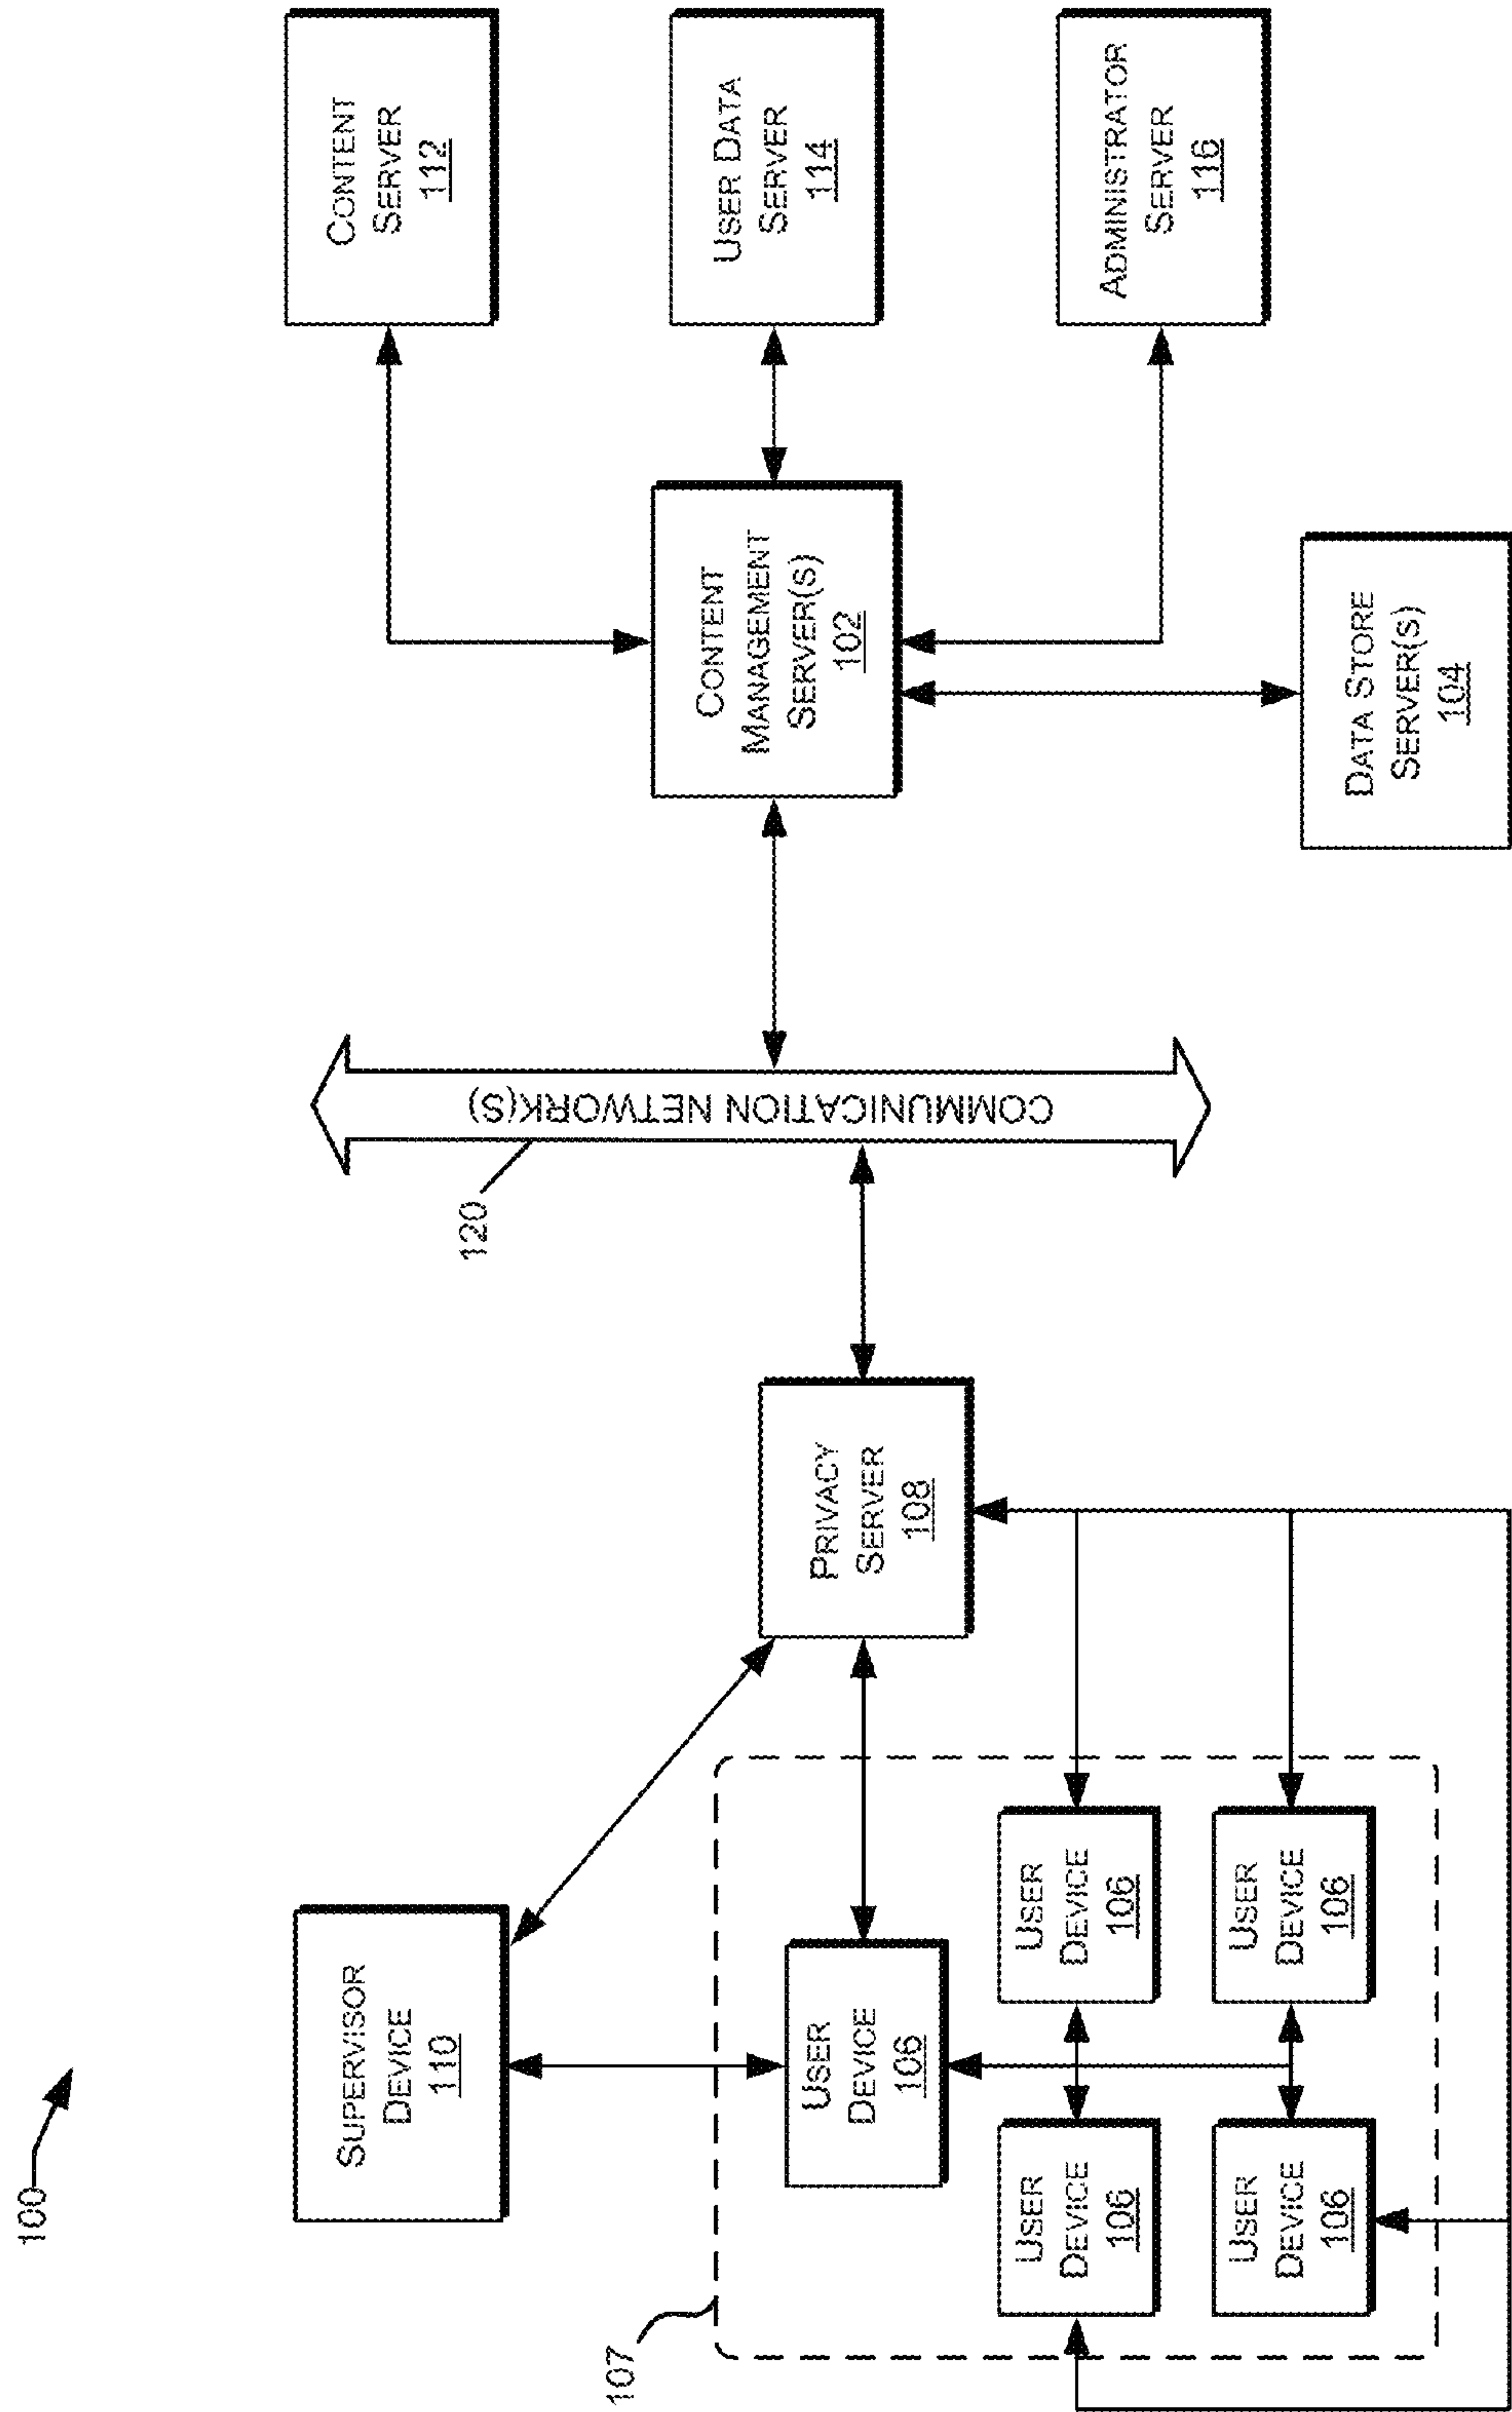 100
SUPERVISOR
DEVICE
110
107
USER
DEVICE
106
USER
DEVICE
106
USER
DEVICE
106
USER
DEVICE
106
USER
DEVICE
106
PRIVACY
SERVER
108
120
COMMUNICATION NETWORK(S)
CONTENT
MANAGEMENT
SERVER(S)
102
DATA STORE
SERVER(S)
104
CONTENT
SERVER
112
USER DATA
SERVER
114
ADMINISTRATOR
SERVER
116